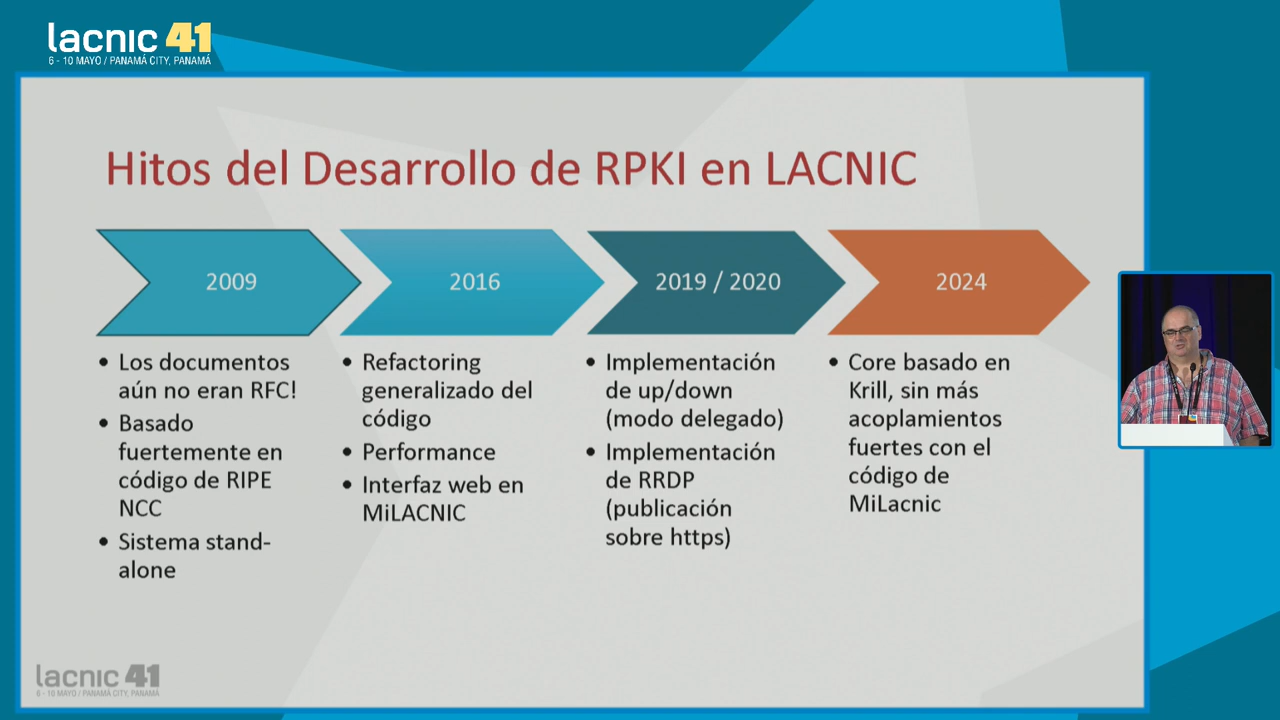 lacnic 41
6 - 10 MAYO / PANAMÁ CITY, PANAMÁ
Hitos del Desarrollo de RPKI en LACNIC
2009
• Los documentos
aún no eran RFC!
• Basado
fuertemente en
código de RIPE
NCC
• Sistema stand-
alone
2016
• Refactoring
generalizado del
código
• Performance
• Interfaz web en
MiLACNIC
2019 / 2020
• Implementación
de up/down
(modo delegado)
• Implementación
de RRDP
(publicación
sobre https)
2024
• Core basado en
Krill, sin más
acoplamientos
fuertes con el
código de
MiLacnic
lacnic 41
6 - 10 MAYO / PANAMÁ CITY, PANAMÁ